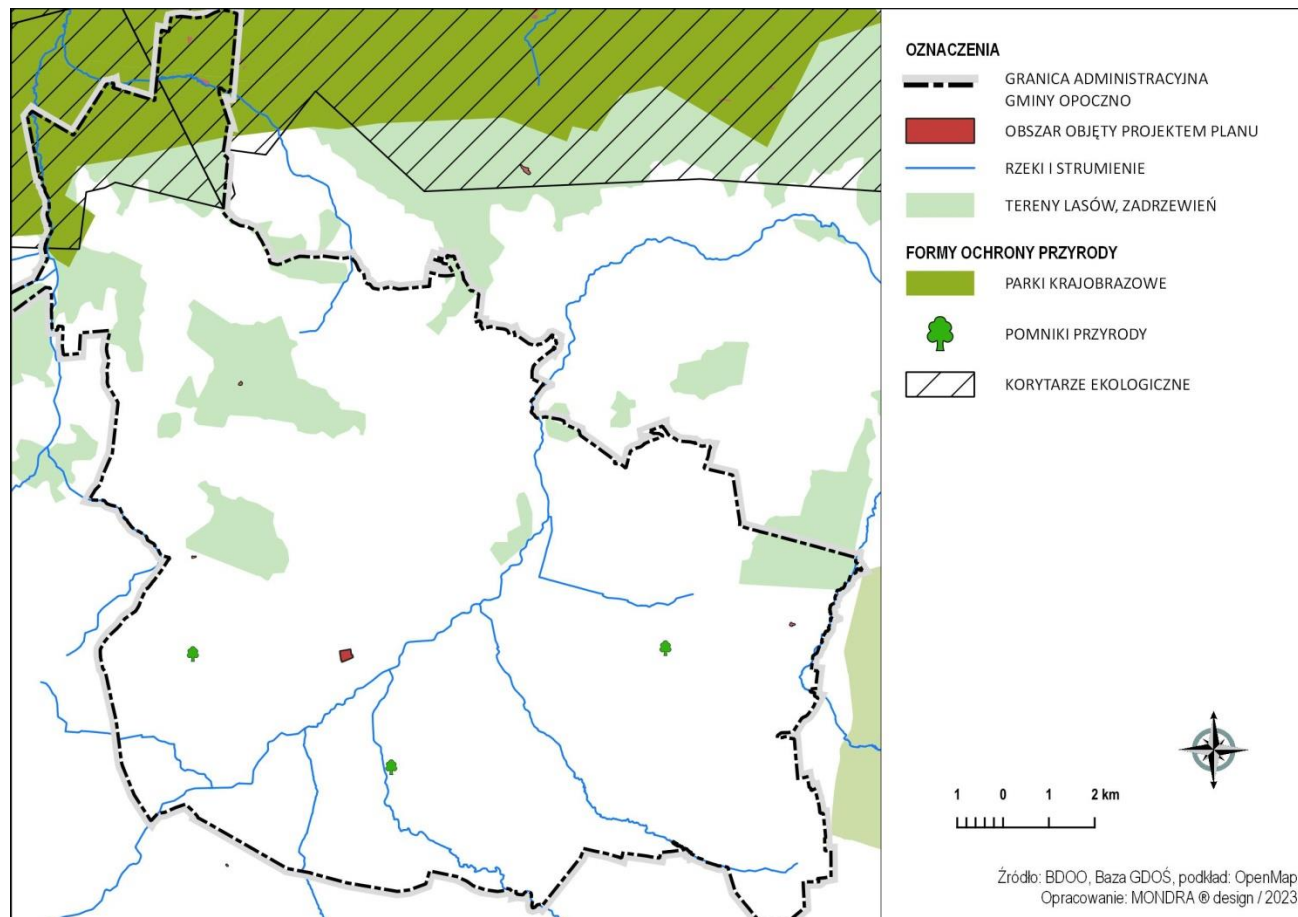 OZNACZENIA
GRANICA ADMINISTRACYJNA
GMINY OPOCZNO
OBSZAR OBJĘTY PROJEKTEM PLANU
RZEKI I STRUMIENIE
TERENY LASÓW, ZADRZEWIEŃ
FORMY OCHRONY PRZYRODY
PARKI KRAJOBRAZOWE
POMNIKI PRZYRODY
KORYTARZE EKOLOGICZNE
1 0 1 2 km
Źródło: BDOO, Baza GDOŚ, podkład: OpenMap
Opracowanie: MONDRA ® design / 2023